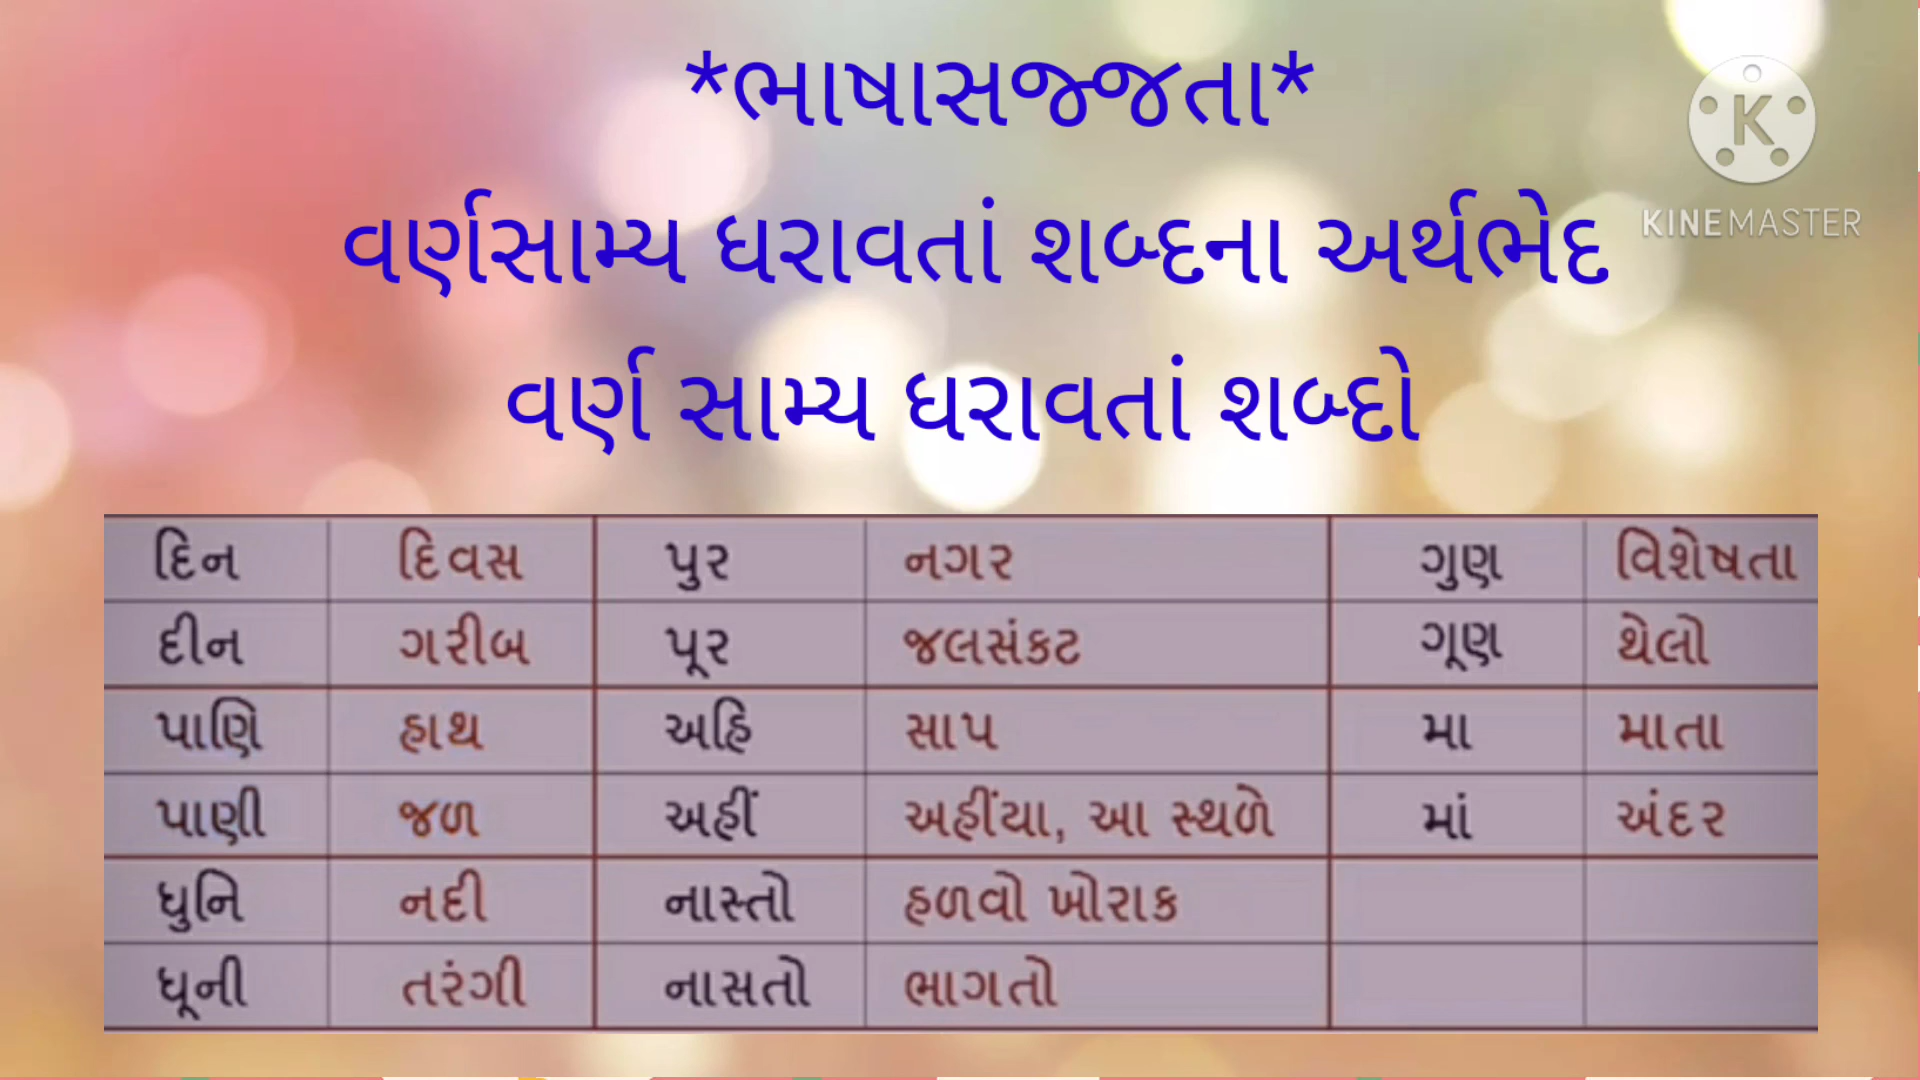 *ભાષાસજ્જતા*
વર્ણસામ્ય ધરાવતાં શબ્દના અર્થભેદ
વર્ણ સામ્ય ધરાવતાં શબ્દો
K
KINEMASTER
દિન દિવસ પુર નગર ગુણ વિશેષતા
દીન ગરીબ પૂર જલસંકટ ગૂણ થેલો
પાણિ હાથ અહિ સાપ મા માતા
પાણી જળ અહીં અહીંયા, આ સ્થળે માં અંદર
ધુનિ નદી નાસ્તો હળવો ખોરાક
ધૂની તરંગી નાસતો ભાગતો